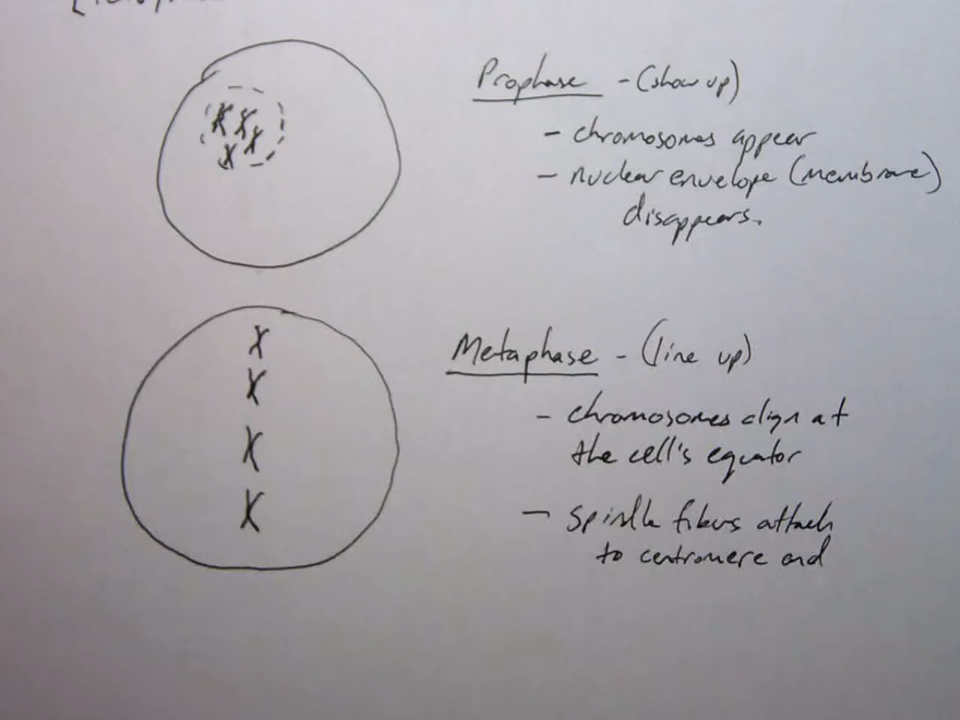 Prophase - (show up)
- chromosomes appear
- nuclear envelope (membrane)
disappears.
Metaphase - (line up)
- chromosomes align at
the cell's equator
- spindle fibers attach
to centromere and